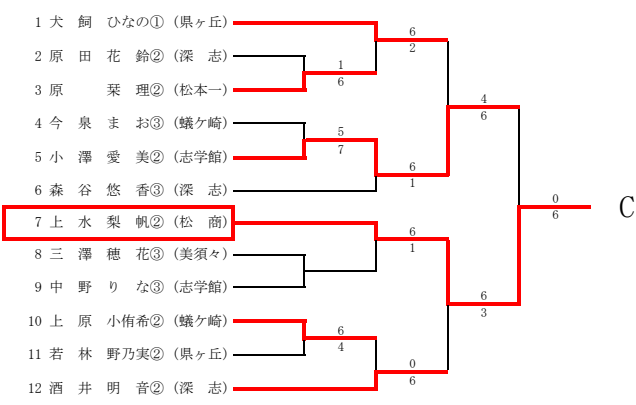 1 犬 飼 ひなの① (県ヶ丘)
2 原 田 花 鈴② (深 志)
3 原 栞 理② (松本一)
4 今 泉 ま お③ (蟻ケ崎)
5 小 澤 愛 美② (志学館)
6 森 谷 悠 香③ (深 志)
7 上 水 梨 帆② (松 商)
8 三 澤 穂 花③ (美須々)
9 中 野 り な③ (志学館)
10 上 原 小侑希② (蟻ケ崎)
11 若 林 野乃実② (県ヶ丘)
12 酒 井 明 音② (深 志)
6
2
1
6
5
7
6
1
4
6
6
1
6
4
0
6
6
3
0
6
C